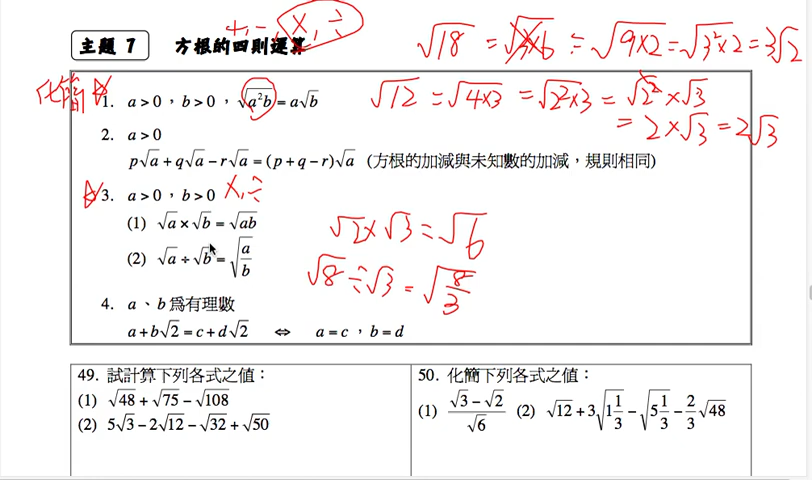 +,-,×,÷
主題 7 方根的四則運算
√18 = √3×6 = √9×2 = √3²×2 = 3√2
化簡
1. a > 0，b > 0，√a²b = a√b
√12 = √4×3 = √2²×3 = √2² × √3
= 2 × √3 = 2√3
2. a > 0
p√a + q√a − r√a = (p + q − r)√a （方根的加減與未知數的加減，規則相同）
3. a > 0，b > 0 ×,÷
(1) √a × √b = √ab
√2 × √3 = √6
(2) √a ÷ √b = √a/b
√8 ÷ √3 = √8/3
4. a、b 爲有理數
a + b√2 = c + d√2 ⇔ a = c，b = d
49. 試計算下列各式之值：
(1) √48 + √75 − √108
(2) 5√3 − 2√12 − √32 + √50
50. 化簡下列各式之值：
(1) (√3 − √2)/√6 (2) √12 + 3√1 1/3 − √5 1/3 − 2/3 √48